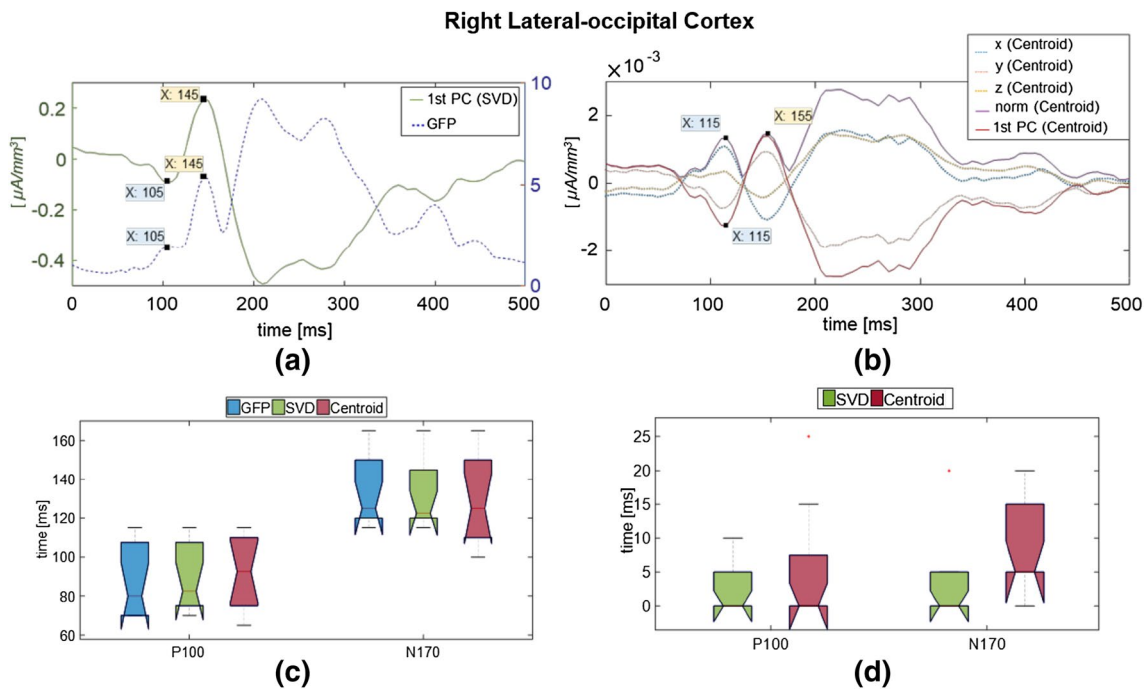 Right Lateral-occipital Cortex
1st PC (SVD)
GFP
X: 145
X: 145
X: 105
X: 105
0.2
0
-0.2
-0.4
[ μA/mm³]
10
5
0
0 100 200 300 400 500
time [ms]
(a)
×10⁻³
x (Centroid)
y (Centroid)
z (Centroid)
norm (Centroid)
1st PC (Centroid)
X: 115
X: 155
X: 115
2
0
-2
[ μA/mm³]
0 100 200 300 400 500
time [ms]
(b)
GFP SVD Centroid
160
140
120
100
80
60
time [ms]
P100 N170
(c)
SVD Centroid
25
20
15
10
5
0
time [ms]
P100 N170
(d)